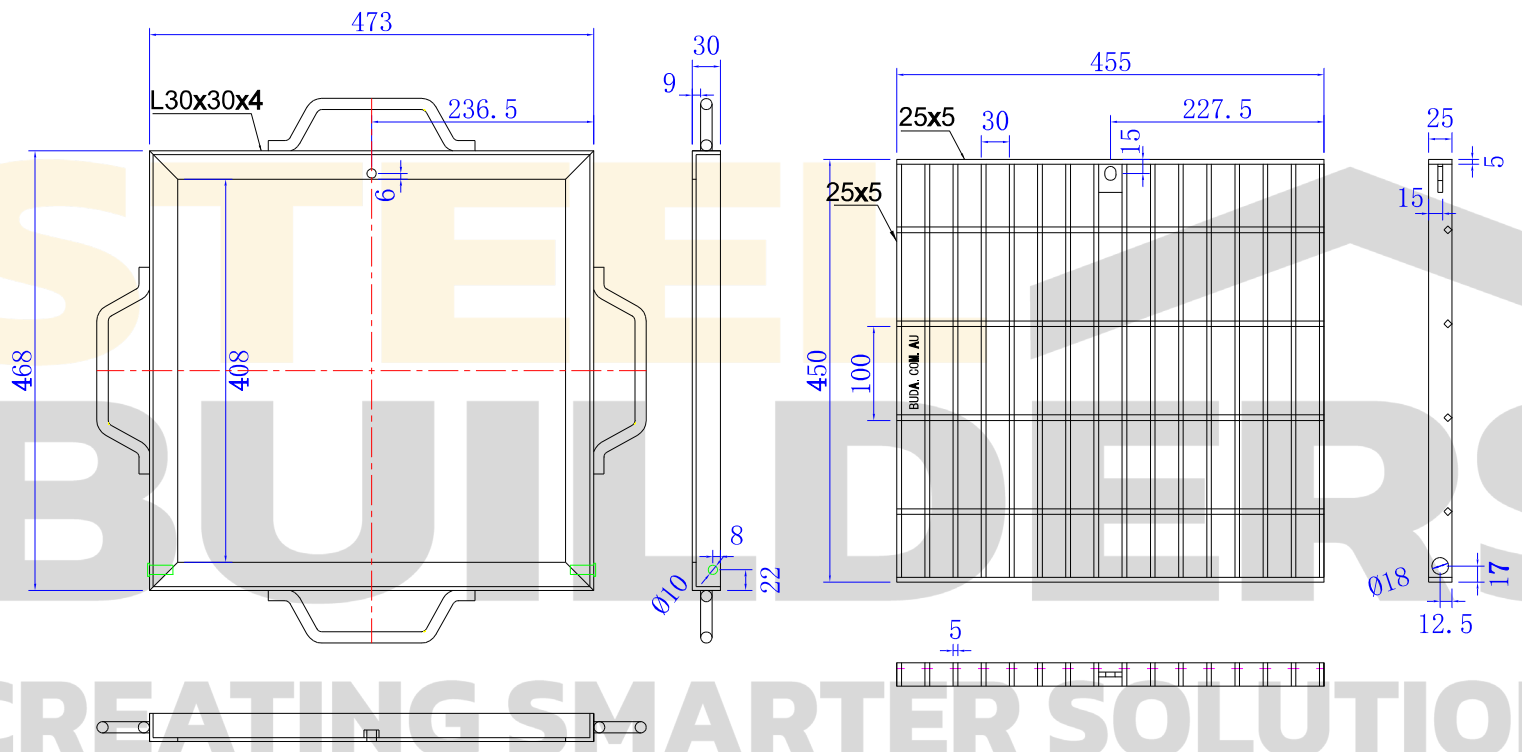 473
30
L30x30x4
9
236.5
6
468
408
8
Ø10
22
455
25x5
30
227.5
15
25
5
25x5
15
450
100
BUDA.COM.AU
Ø18
17
12.5
5
STEEL
BUILDERS
CREATING SMARTER SOLUTIO